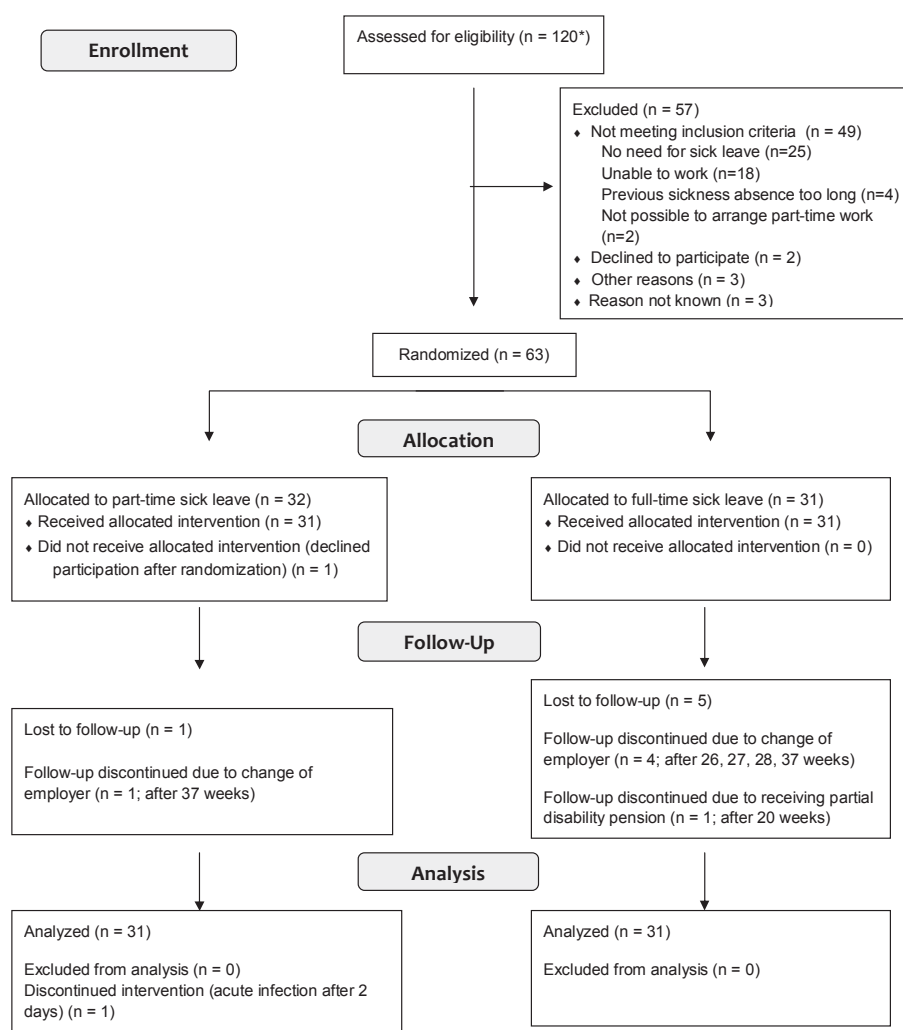 Enrollment
Assessed for eligibility (n = 120*)
Excluded (n = 57)
♦ Not meeting inclusion criteria (n = 49)
No need for sick leave (n=25)
Unable to work (n=18)
Previous sickness absence too long (n=4)
Not possible to arrange part-time work
(n=2)
♦ Declined to participate (n = 2)
♦ Other reasons (n = 3)
♦ Reason not known (n = 3)
Randomized (n = 63)
Allocation
Allocated to part-time sick leave (n = 32)
♦ Received allocated intervention (n = 31)
♦ Did not receive allocated intervention (declined
participation after randomization) (n = 1)
Allocated to full-time sick leave (n = 31)
♦ Received allocated intervention (n = 31)
♦ Did not receive allocated intervention (n = 0)
Follow-Up
Lost to follow-up (n = 1)
Follow-up discontinued due to change of
employer (n = 1; after 37 weeks)
Lost to follow-up (n = 5)
Follow-up discontinued due to change of
employer (n = 4; after 26, 27, 28, 37 weeks)
Follow-up discontinued due to receiving partial
disability pension (n = 1; after 20 weeks)
Analysis
Analyzed (n = 31)
Excluded from analysis (n = 0)
Discontinued intervention (acute infection after 2
days) (n = 1)
Analyzed (n = 31)
Excluded from analysis (n = 0)